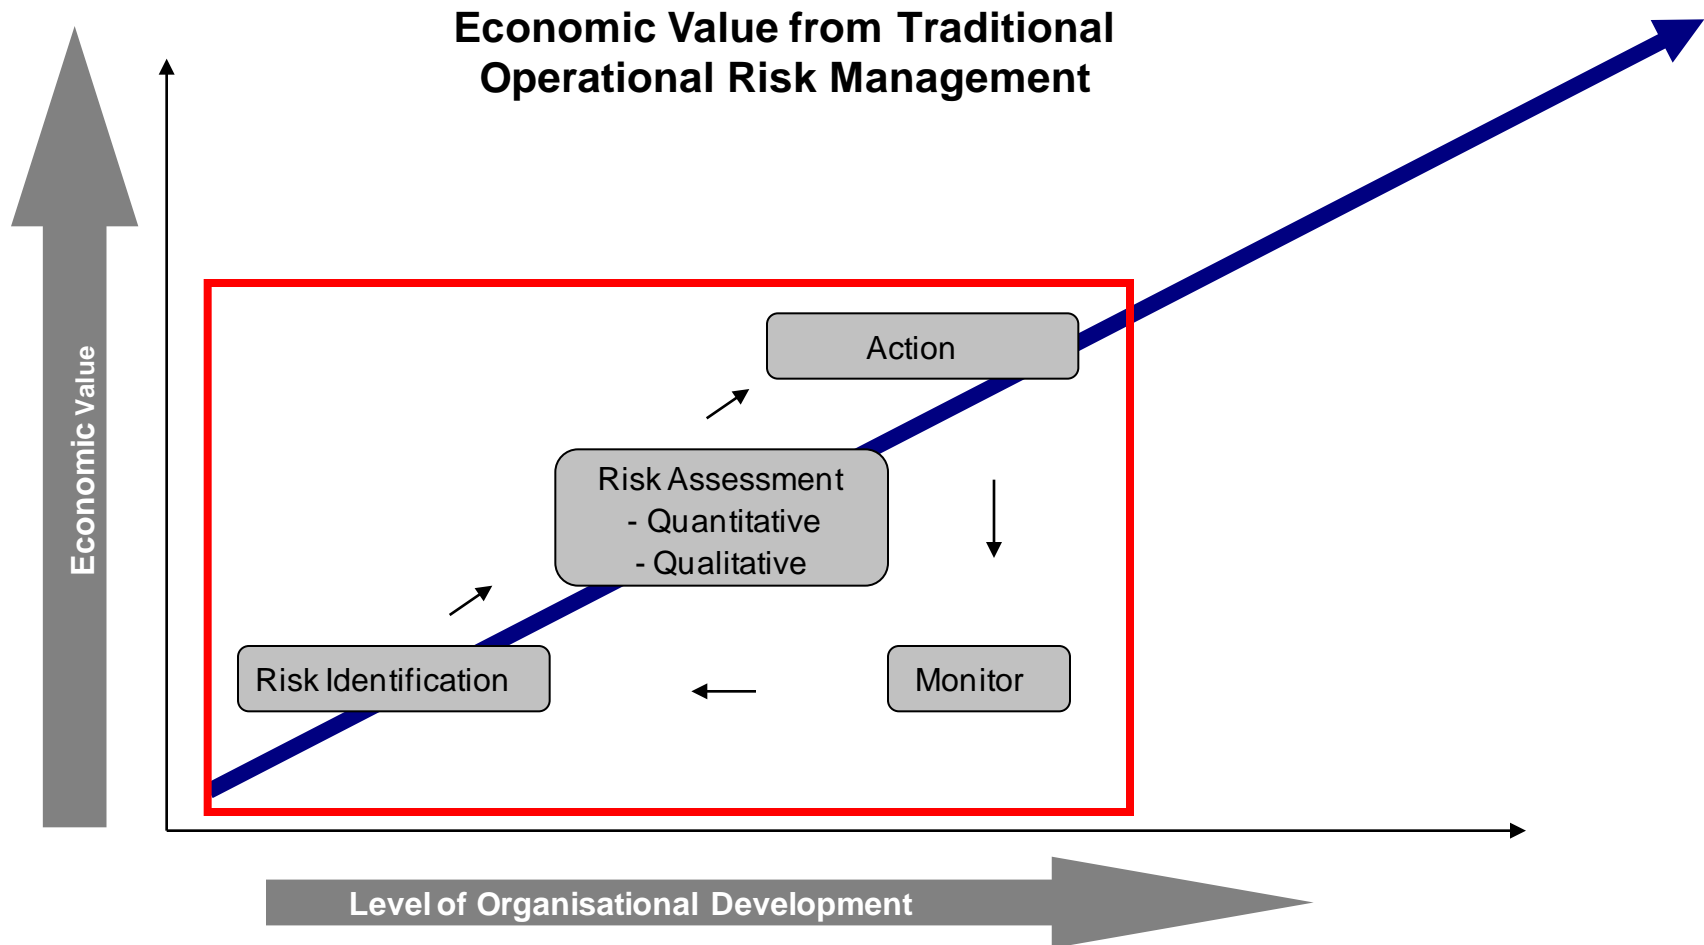 Economic Value from Traditional
Operational Risk Management
Economic Value
Action
Risk Assessment
- Quantitative
- Qualitative
Risk Identification
Monitor
Level of Organisational Development